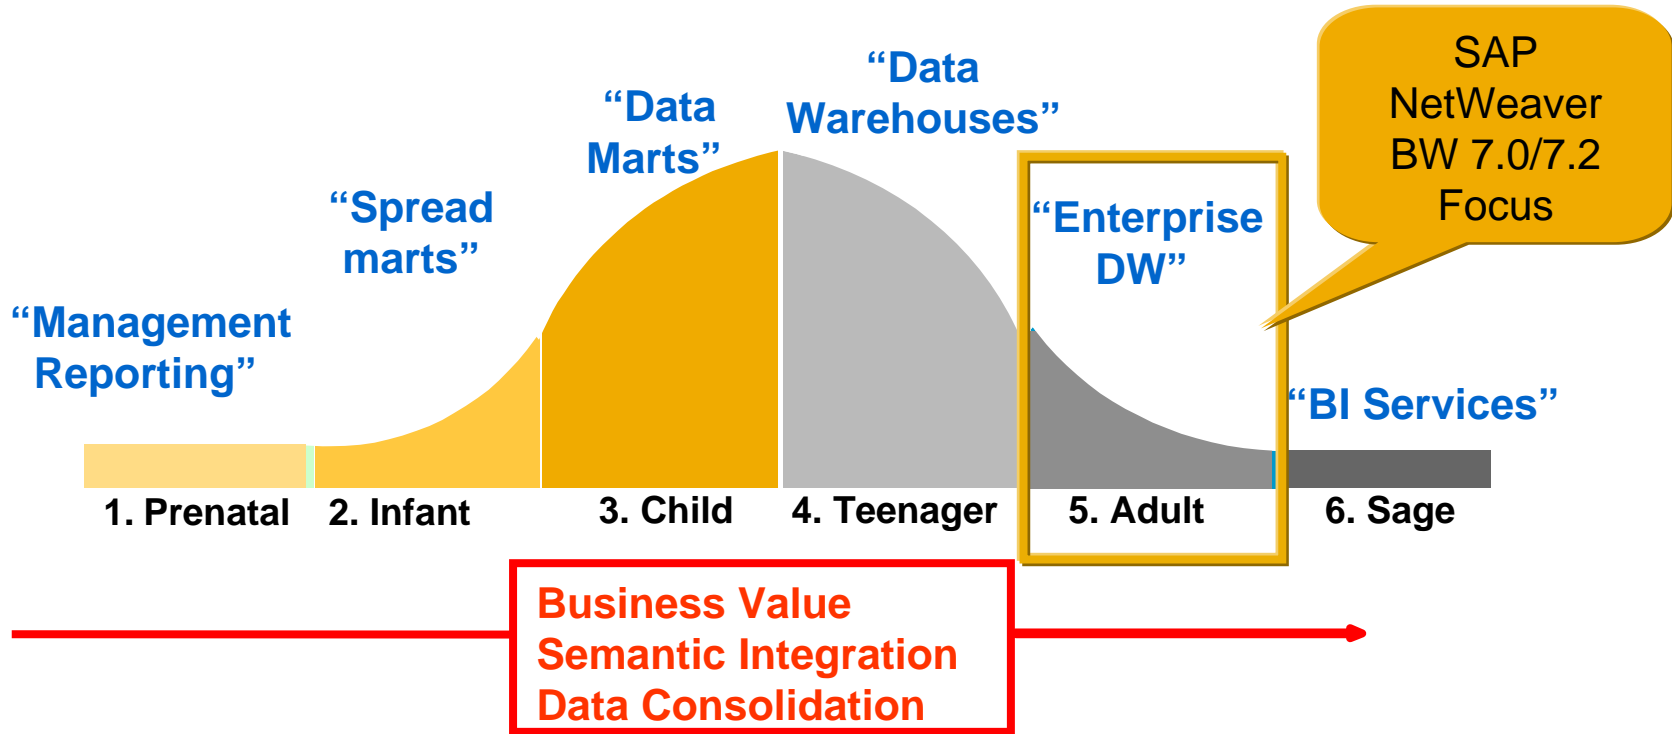 SAP
NetWeaver
BW 7.0/7.2
Focus
“Data
Warehouses”
“Data
Marts”
“Spread
marts”
“Enterprise
DW”
“Management
Reporting”
“BI Services”
1. Prenatal
2. Infant
3. Child
4. Teenager
5. Adult
6. Sage
Business Value
Semantic Integration
Data Consolidation